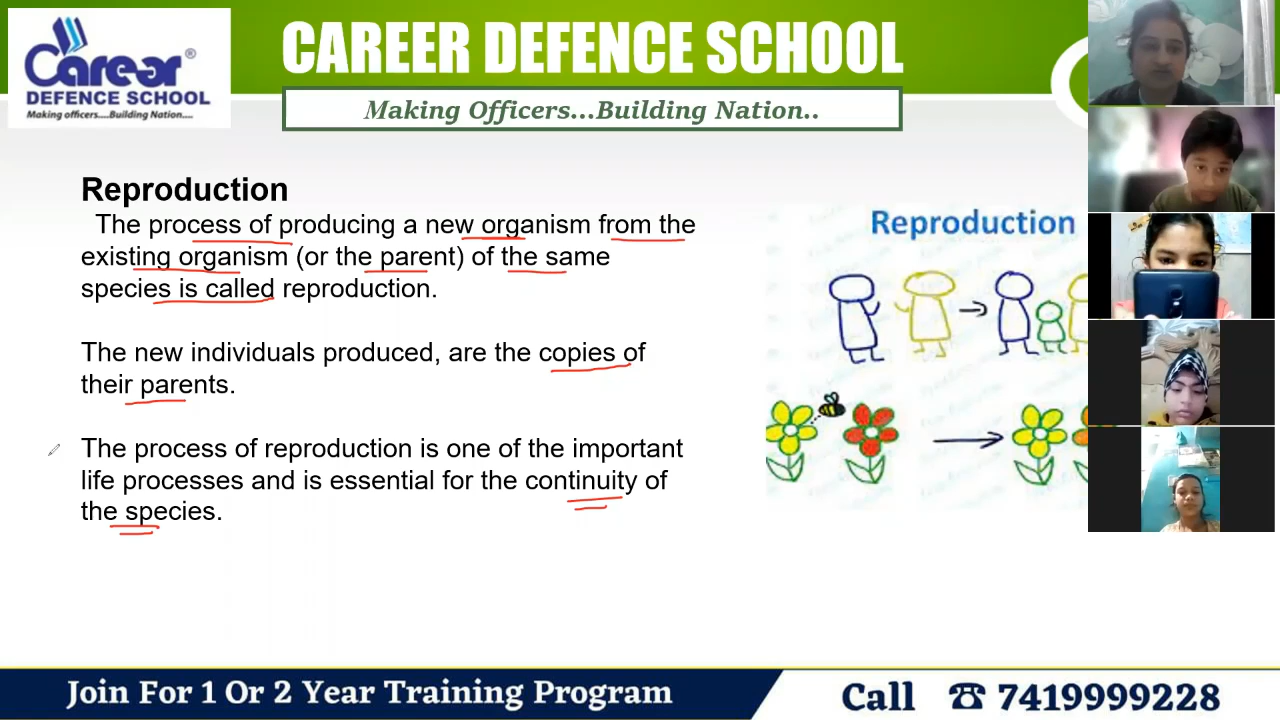 Career®
DEFENCE SCHOOL
Making officers....Building Nation....
CAREER DEFENCE SCHOOL
Making Officers...Building Nation..
Reproduction
The process of producing a new organism from the
existing organism (or the parent) of the same
species is called reproduction.
The new individuals produced, are the copies of
their parents.
The process of reproduction is one of the important
life processes and is essential for the continuity of
the species.
Reproduction
Join For 1 Or 2 Year Training Program
Call ☎ 7419999228